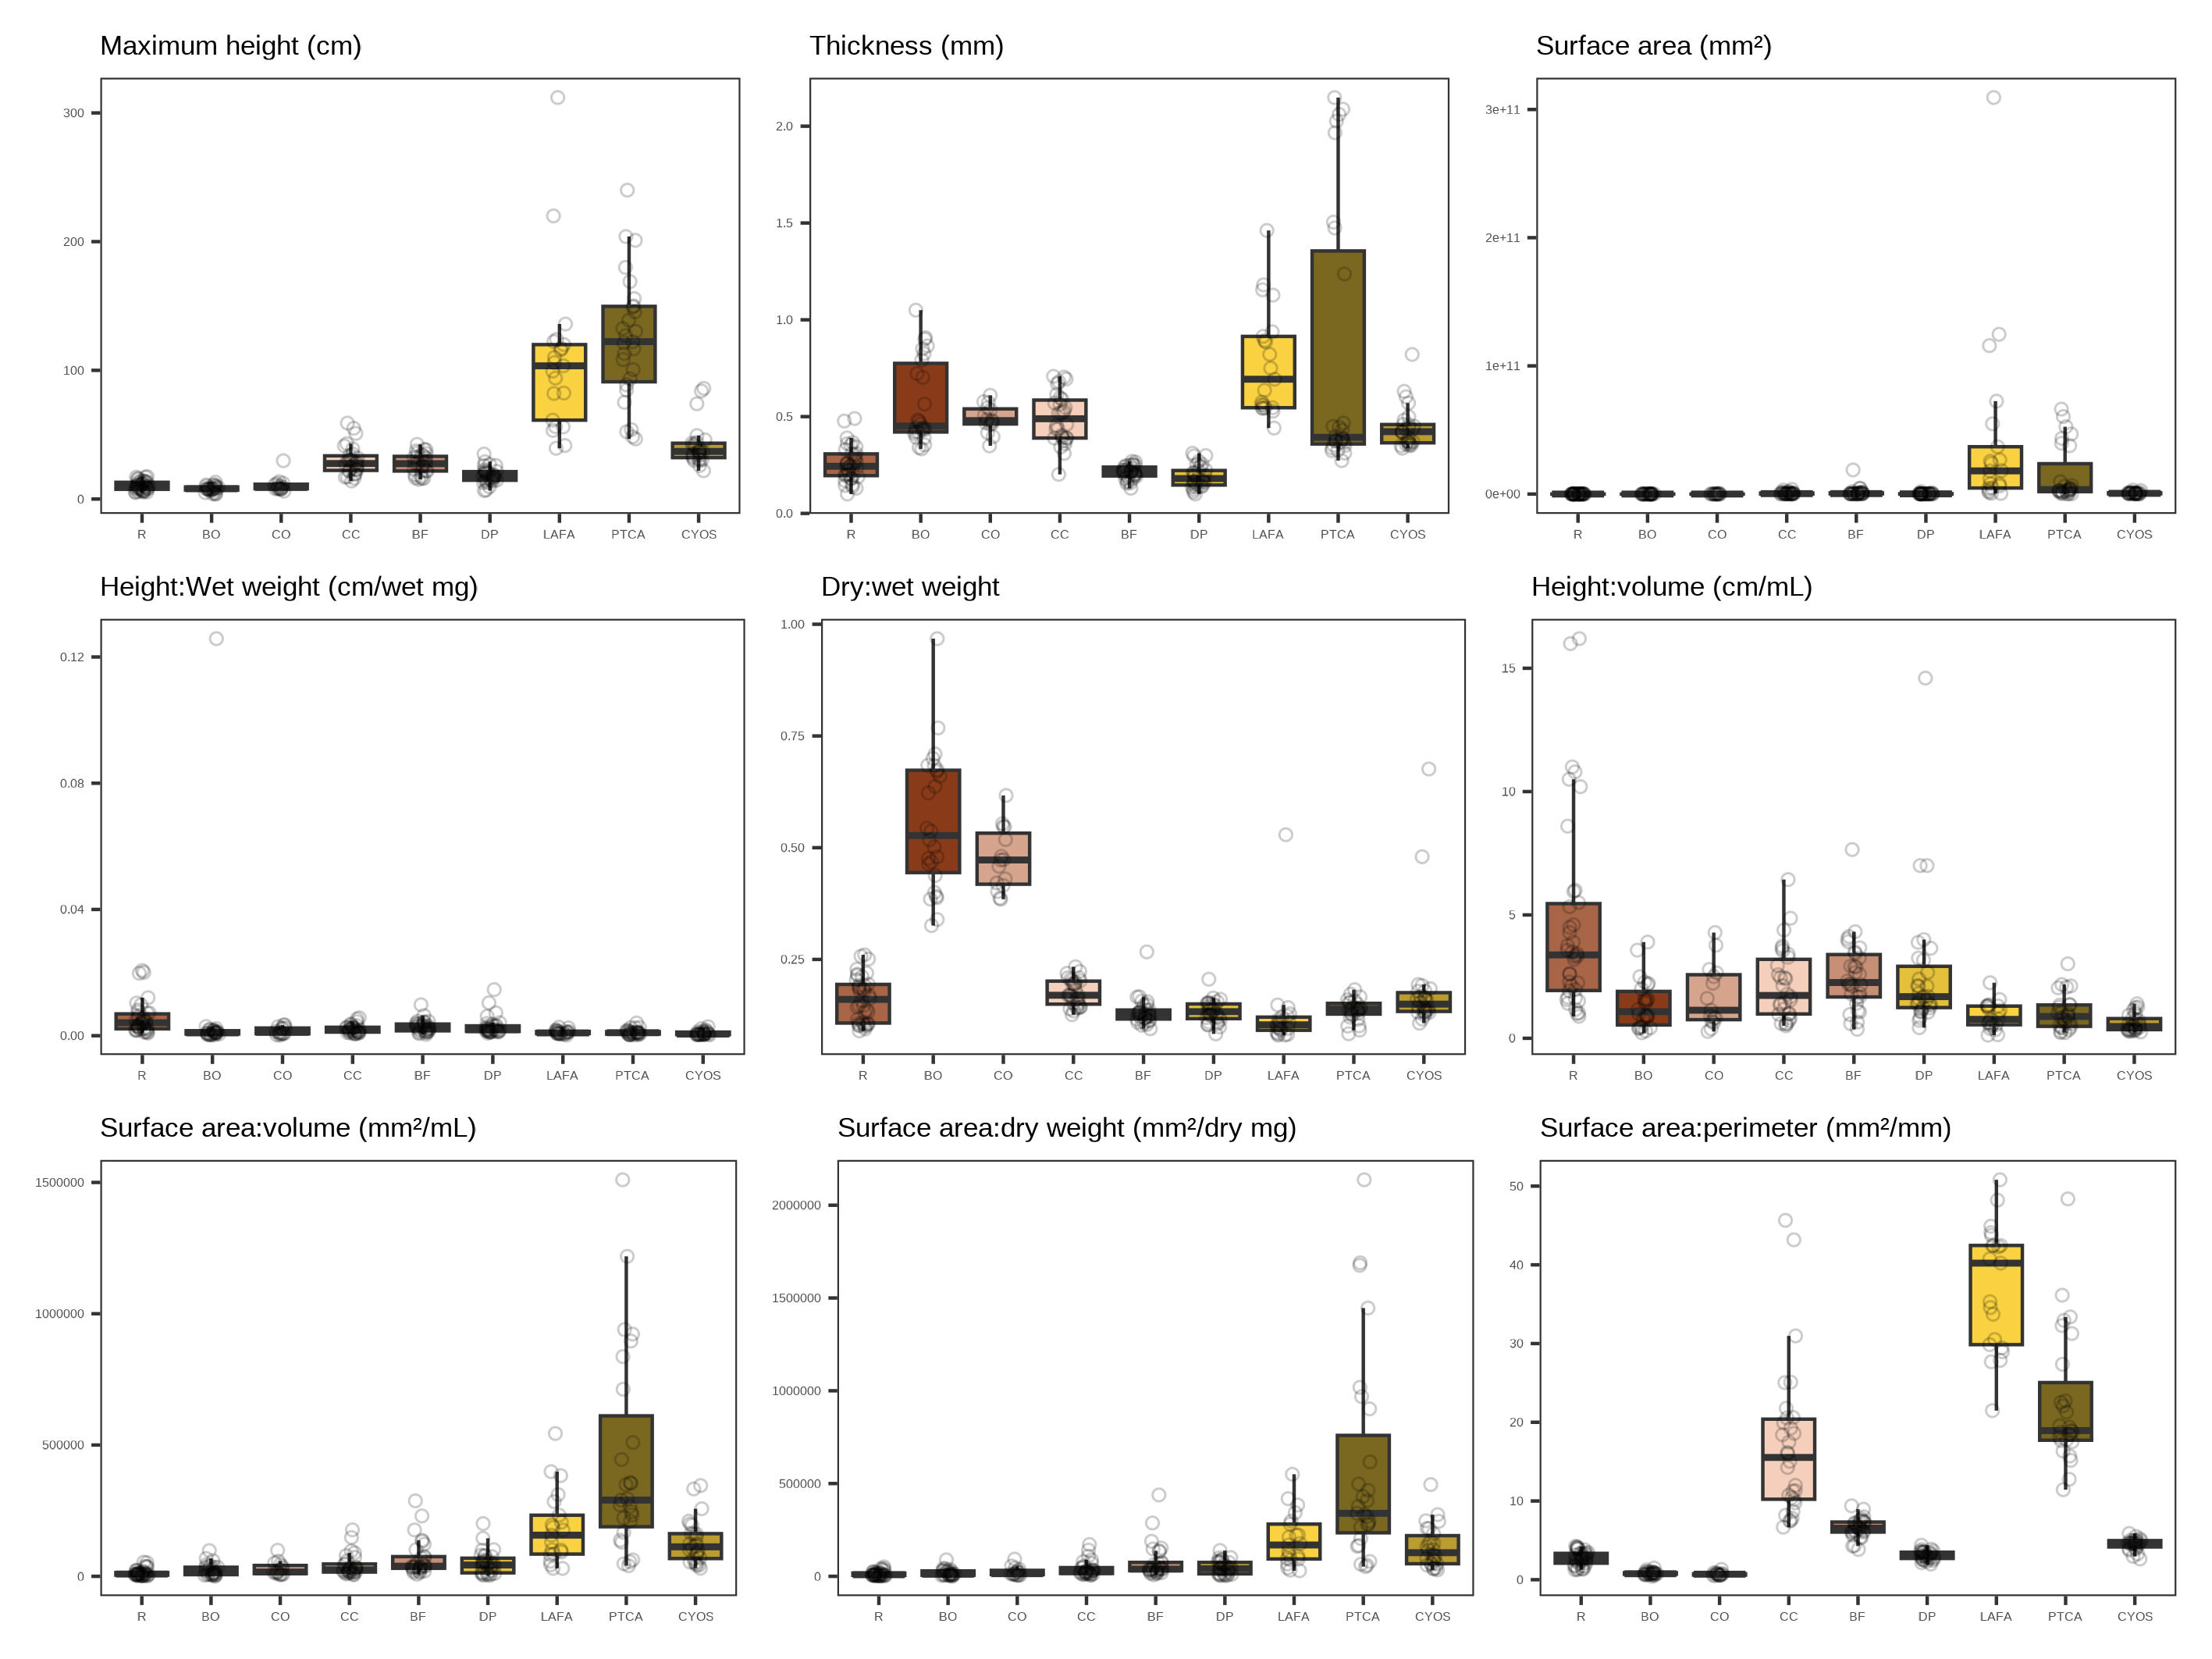 Maximum height (cm)
300
200
100
0
R BO CO CC BF DP LAFA PTCA CYOS
Thickness (mm)
2.0
1.5
1.0
0.5
0.0
R BO CO CC BF DP LAFA PTCA CYOS
Surface area (mm²)
3e+11
2e+11
1e+11
0e+00
R BO CO CC BF DP LAFA PTCA CYOS
Height:Wet weight (cm/wet mg)
0.12
0.08
0.04
0.00
R BO CO CC BF DP LAFA PTCA CYOS
Dry:wet weight
1.00
0.75
0.50
0.25
R BO CO CC BF DP LAFA PTCA CYOS
Height:volume (cm/mL)
15
10
5
0
R BO CO CC BF DP LAFA PTCA CYOS
Surface area:volume (mm²/mL)
1500000
1000000
500000
0
R BO CO CC BF DP LAFA PTCA CYOS
Surface area:dry weight (mm²/dry mg)
2000000
1500000
1000000
500000
0
R BO CO CC BF DP LAFA PTCA CYOS
Surface area:perimeter (mm²/mm)
50
40
30
20
10
0
R BO CO CC BF DP LAFA PTCA CYOS